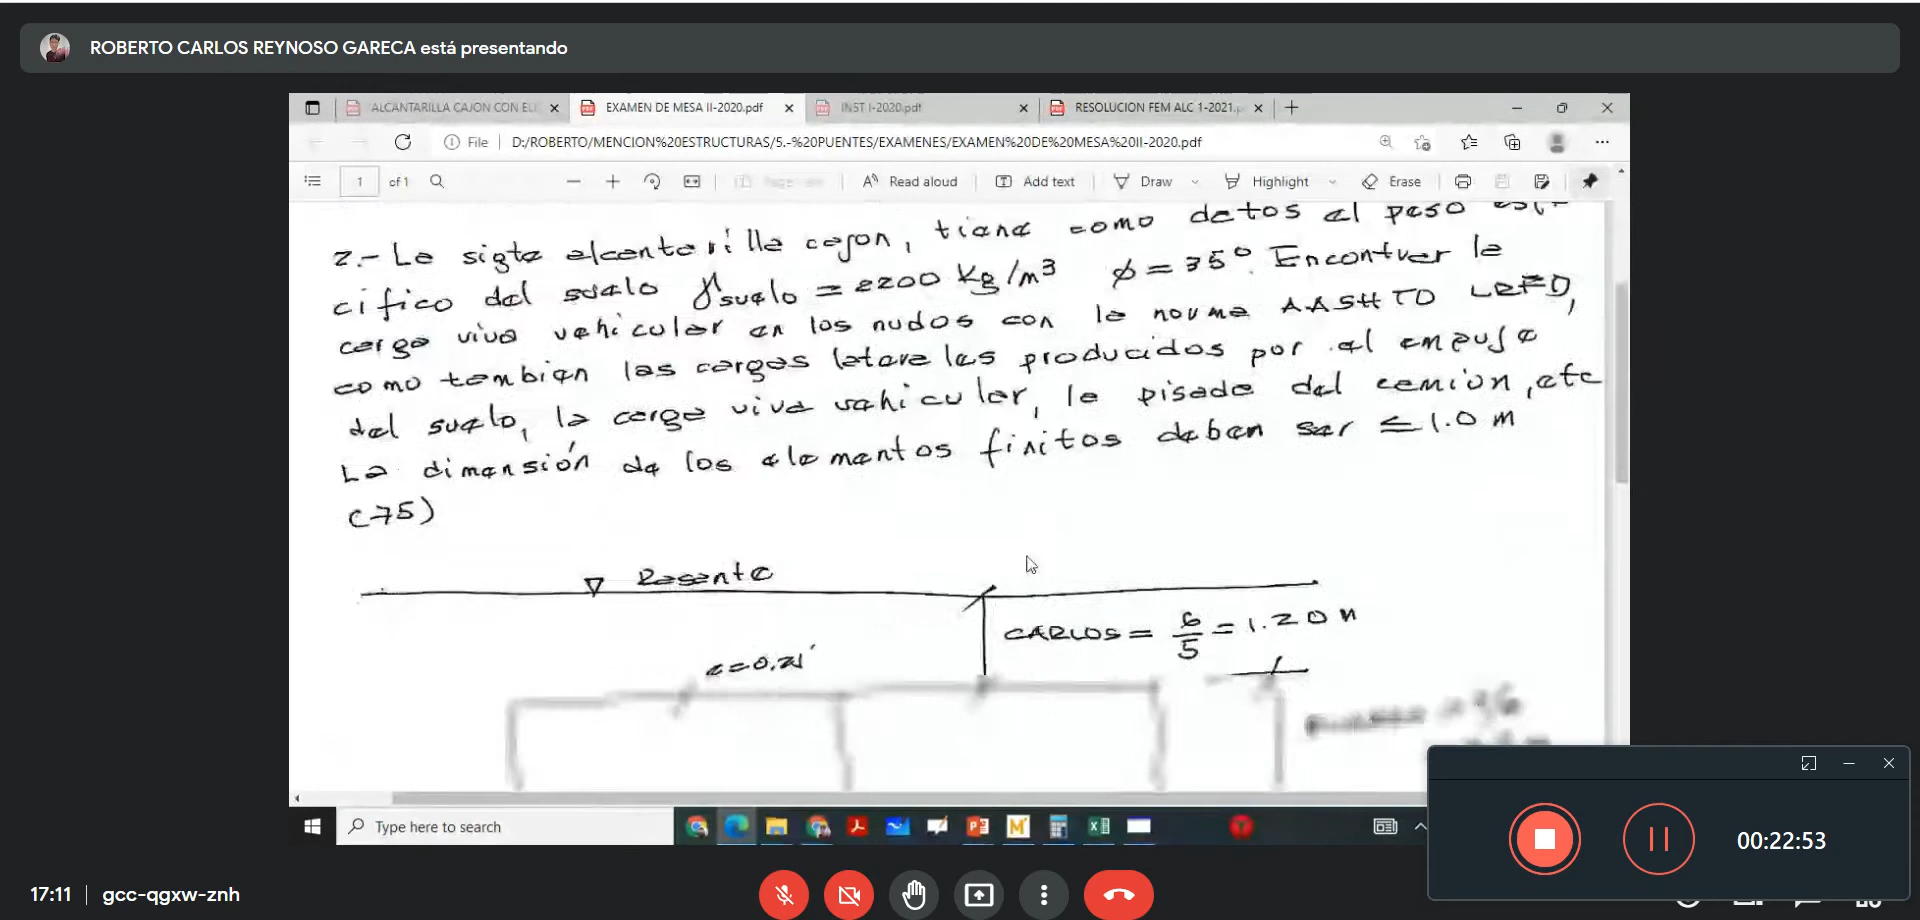 ROBERTO CARLOS REYNOSO GARECA está presentando
ALCANTARILLA CAJON CON ELE
EXAMEN DE MESA II-2020.pdf
INST I-2020.pdf
RESOLUCION FEM ALC 1-2021.p
File
D:/ROBERTO/MENCION%20ESTRUCTURAS/5.-%20PUENTES/EXAMENES/EXAMEN%20DE%20MESA%20II-2020.pdf
1 of 1
Read aloud
Add text
Draw
Highlight
Erase
2.- La sigte alcantarilla cajon, tiene como datos el peso espe-
cifico del suelo γsuelo = 2200 Kg/m³ ϕ = 35°. Encontrar la
carga viva vehicular en los nudos con la norma AASHTO LRFD,
como tambien las cargas laterales producidos por el empuje
del suelo, la carga viva vehicular, la pisada del camion, etc
La dimensión de los elementos finitos deben ser ≤ 1.0 m
(75)
Rasante
CARLOS = 6/5 = 1.20 m
e=0.21
Type here to search
00:22:53
17:11
gcc-qgxw-znh